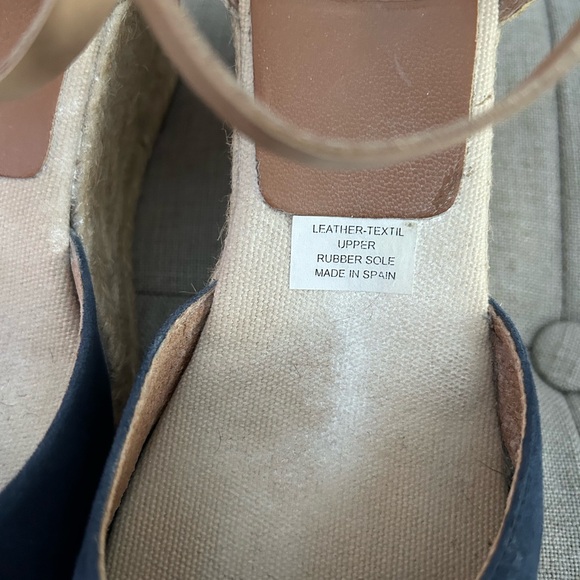 LEATHER-TEXTIL
UPPER
RUBBER SOLE
MADE IN SPAIN